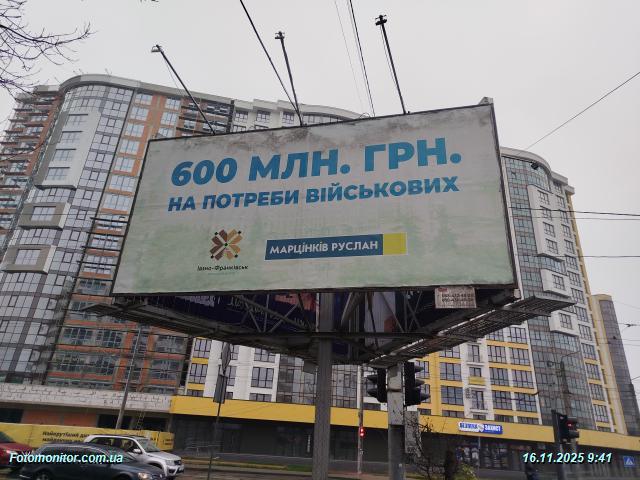 600 МЛН. ГРН.
НА ПОТРЕБИ ВІЙСЬКОВИХ
Івано-Франківськ
МАРЦІНКІВ РУСЛАН
Fotomonitor.com.ua
16.11.2025 9:41